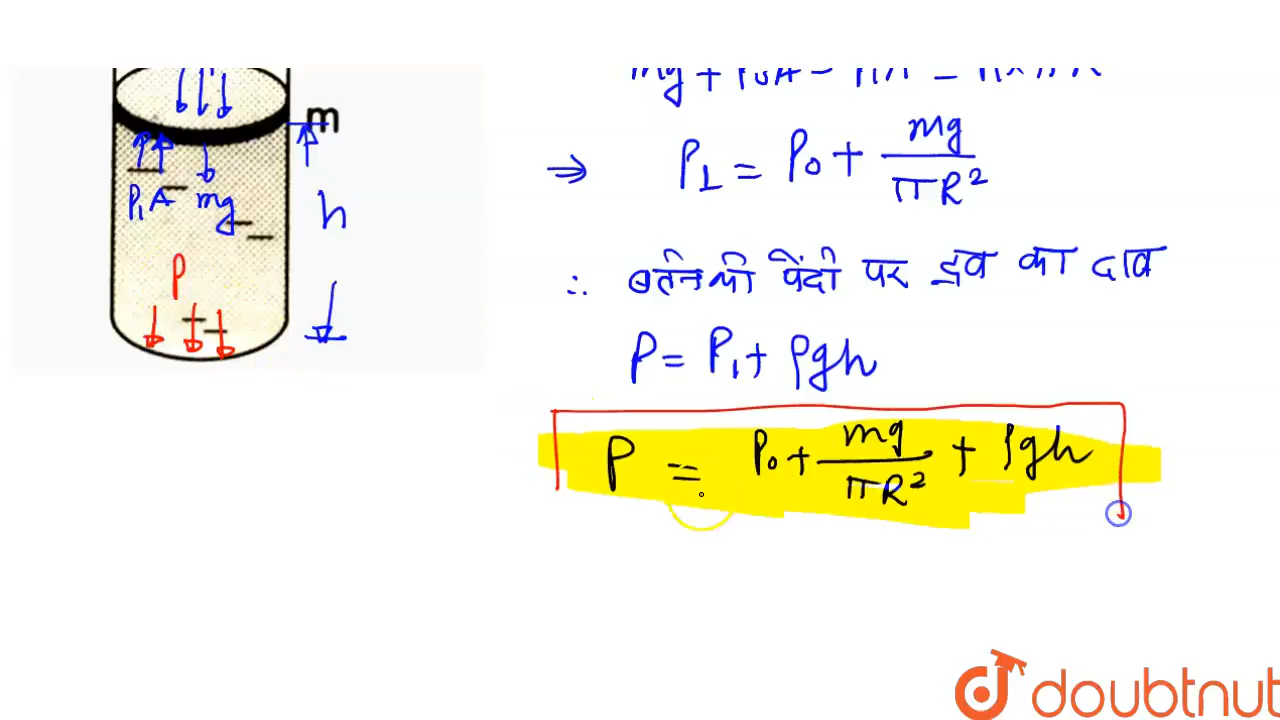 m
P₁A mg
h
P
⇒ P₁ = P₀ + mg/πR²
∴ बर्तन की पेंदी पर द्रव का दाब
P = P₁ + ρgh
P = P₀ + mg/πR² + ρgh
doubtnut